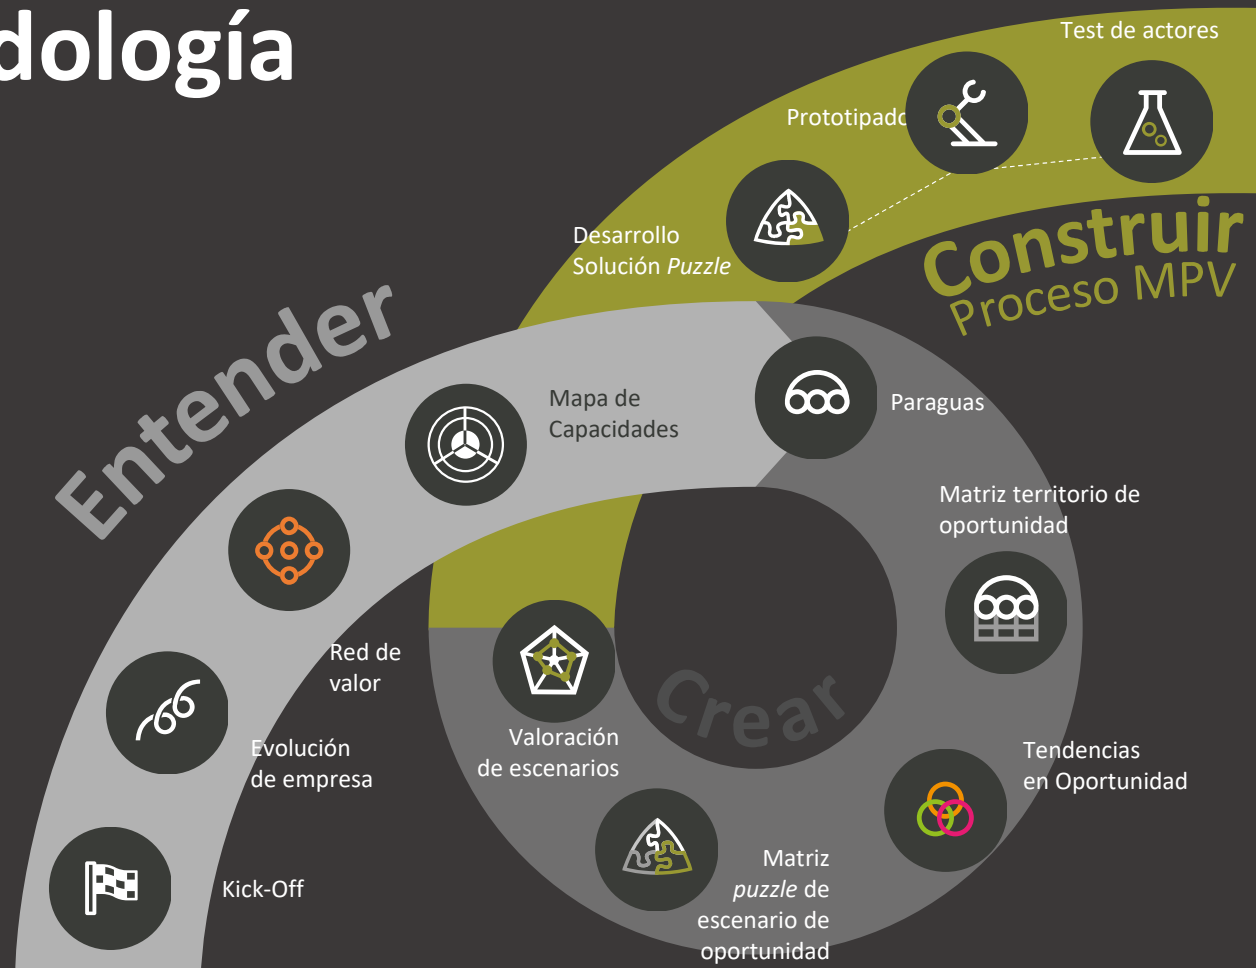 dología
Test de actores
Prototipado
Desarrollo
Solución Puzzle
Construir
Proceso MPV
Entender
Mapa de
Capacidades
Paraguas
Matriz territorio de
oportunidad
Red de
valor
Evolución
de empresa
Kick-Off
Crear
Valoración
de escenarios
Tendencias
en Oportunidad
Matriz
puzzle de
escenario de
oportunidad